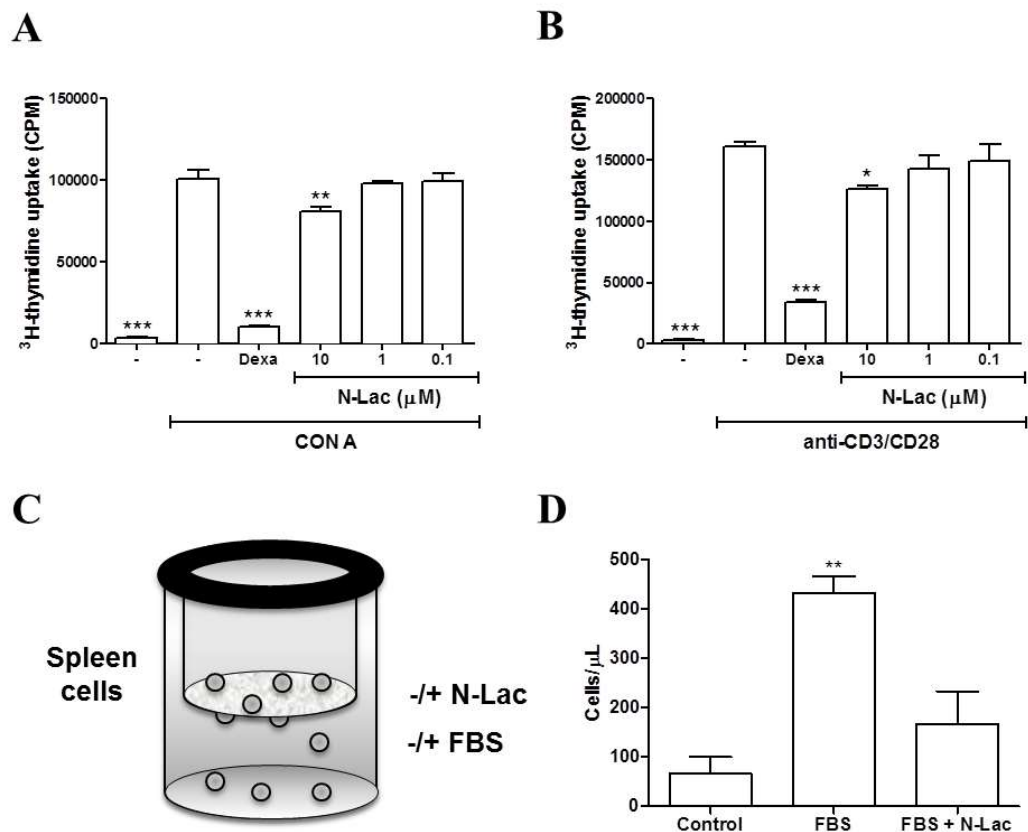 A
³H-thymidine uptake (CPM)
150000
100000
50000
0
***
**
***
- - Dexa 10 1 0.1
N-Lac (μM)
CON A
B
³H-thymidine uptake (CPM)
200000
150000
100000
50000
0
*
***
***
- - Dexa 10 1 0.1
N-Lac (μM)
anti-CD3/CD28
C
Spleen
cells
-/+ N-Lac
-/+ FBS
D
Cells/μL
500
400
300
200
100
0
**
Control FBS FBS + N-Lac